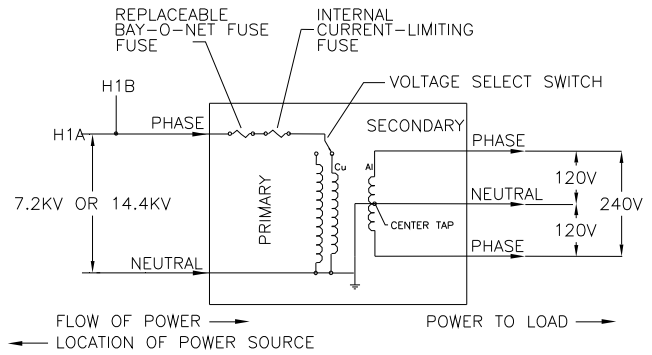 REPLACEABLE
BAY-O-NET FUSE
FUSE
INTERNAL
CURRENT-LIMITING
FUSE
VOLTAGE SELECT SWITCH
H1B
H1A
PHASE
SECONDARY
PHASE
Cu
Al
120V
7.2KV OR 14.4KV
PRIMARY
NEUTRAL
240V
CENTER TAP
120V
PHASE
NEUTRAL
FLOW OF POWER
POWER TO LOAD
LOCATION OF POWER SOURCE